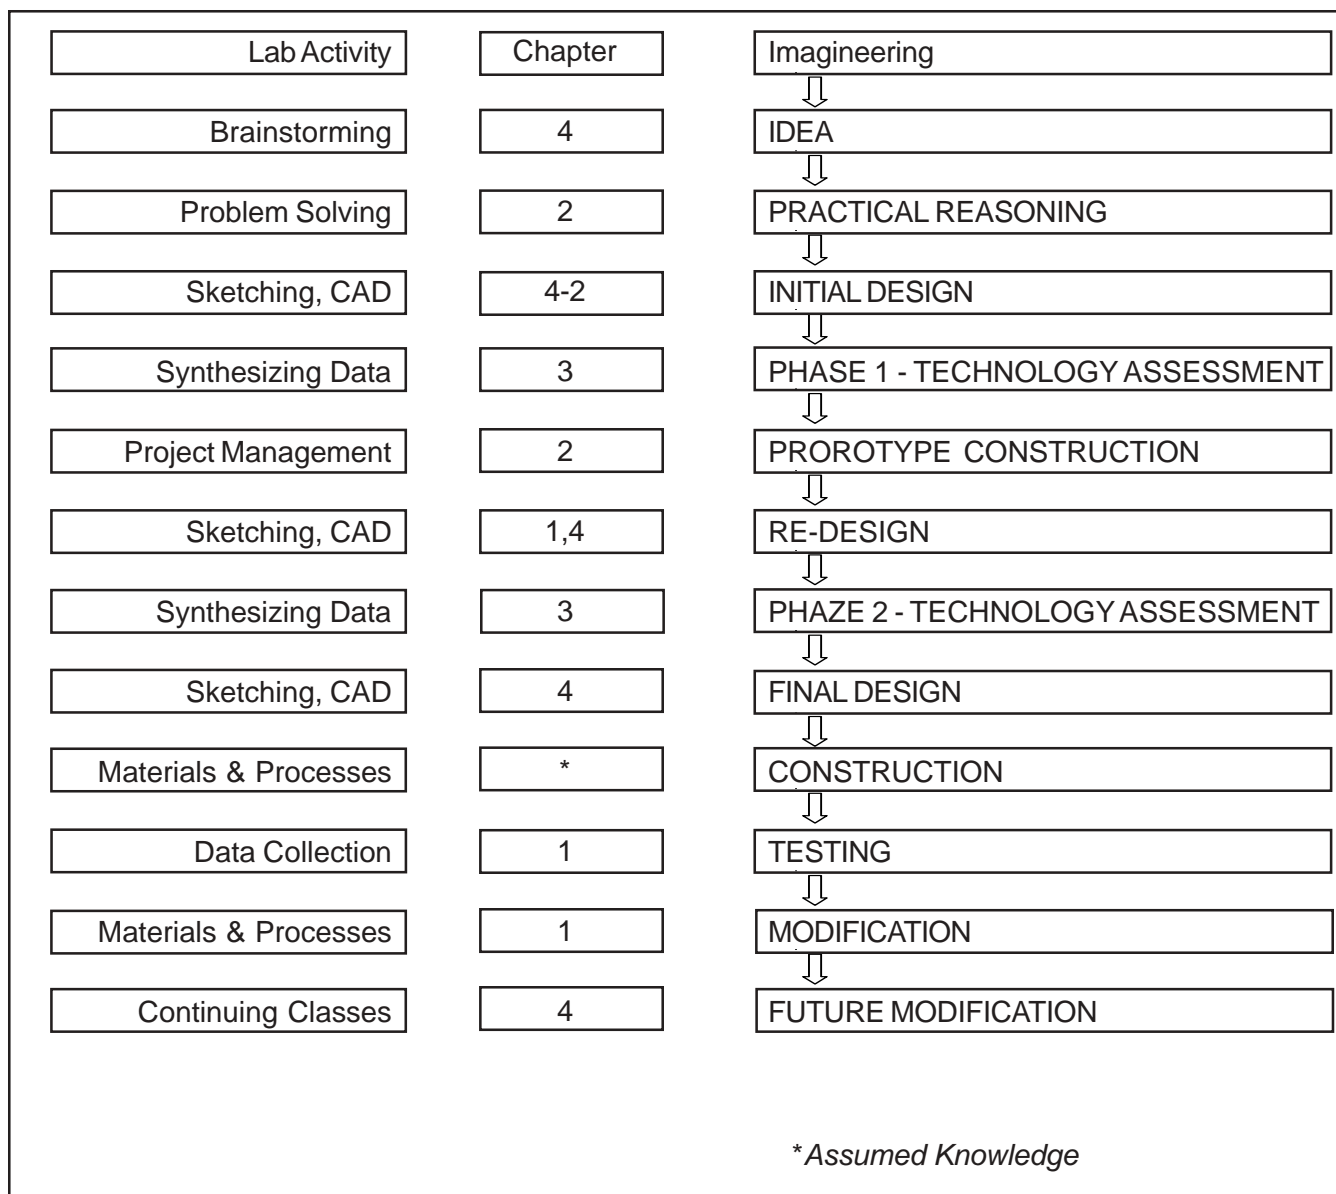 Lab Activity Chapter Imagineering
Brainstorming 4 IDEA
Problem Solving 2 PRACTICAL REASONING
Sketching, CAD 4-2 INITIAL DESIGN
Synthesizing Data 3 PHASE 1 - TECHNOLOGY ASSESSMENT
Project Management 2 PROROTYPE CONSTRUCTION
Sketching, CAD 1,4 RE-DESIGN
Synthesizing Data 3 PHAZE 2 - TECHNOLOGY ASSESSMENT
Sketching, CAD 4 FINAL DESIGN
Materials & Processes * CONSTRUCTION
Data Collection 1 TESTING
Materials & Processes 1 MODIFICATION
Continuing Classes 4 FUTURE MODIFICATION
* Assumed Knowledge